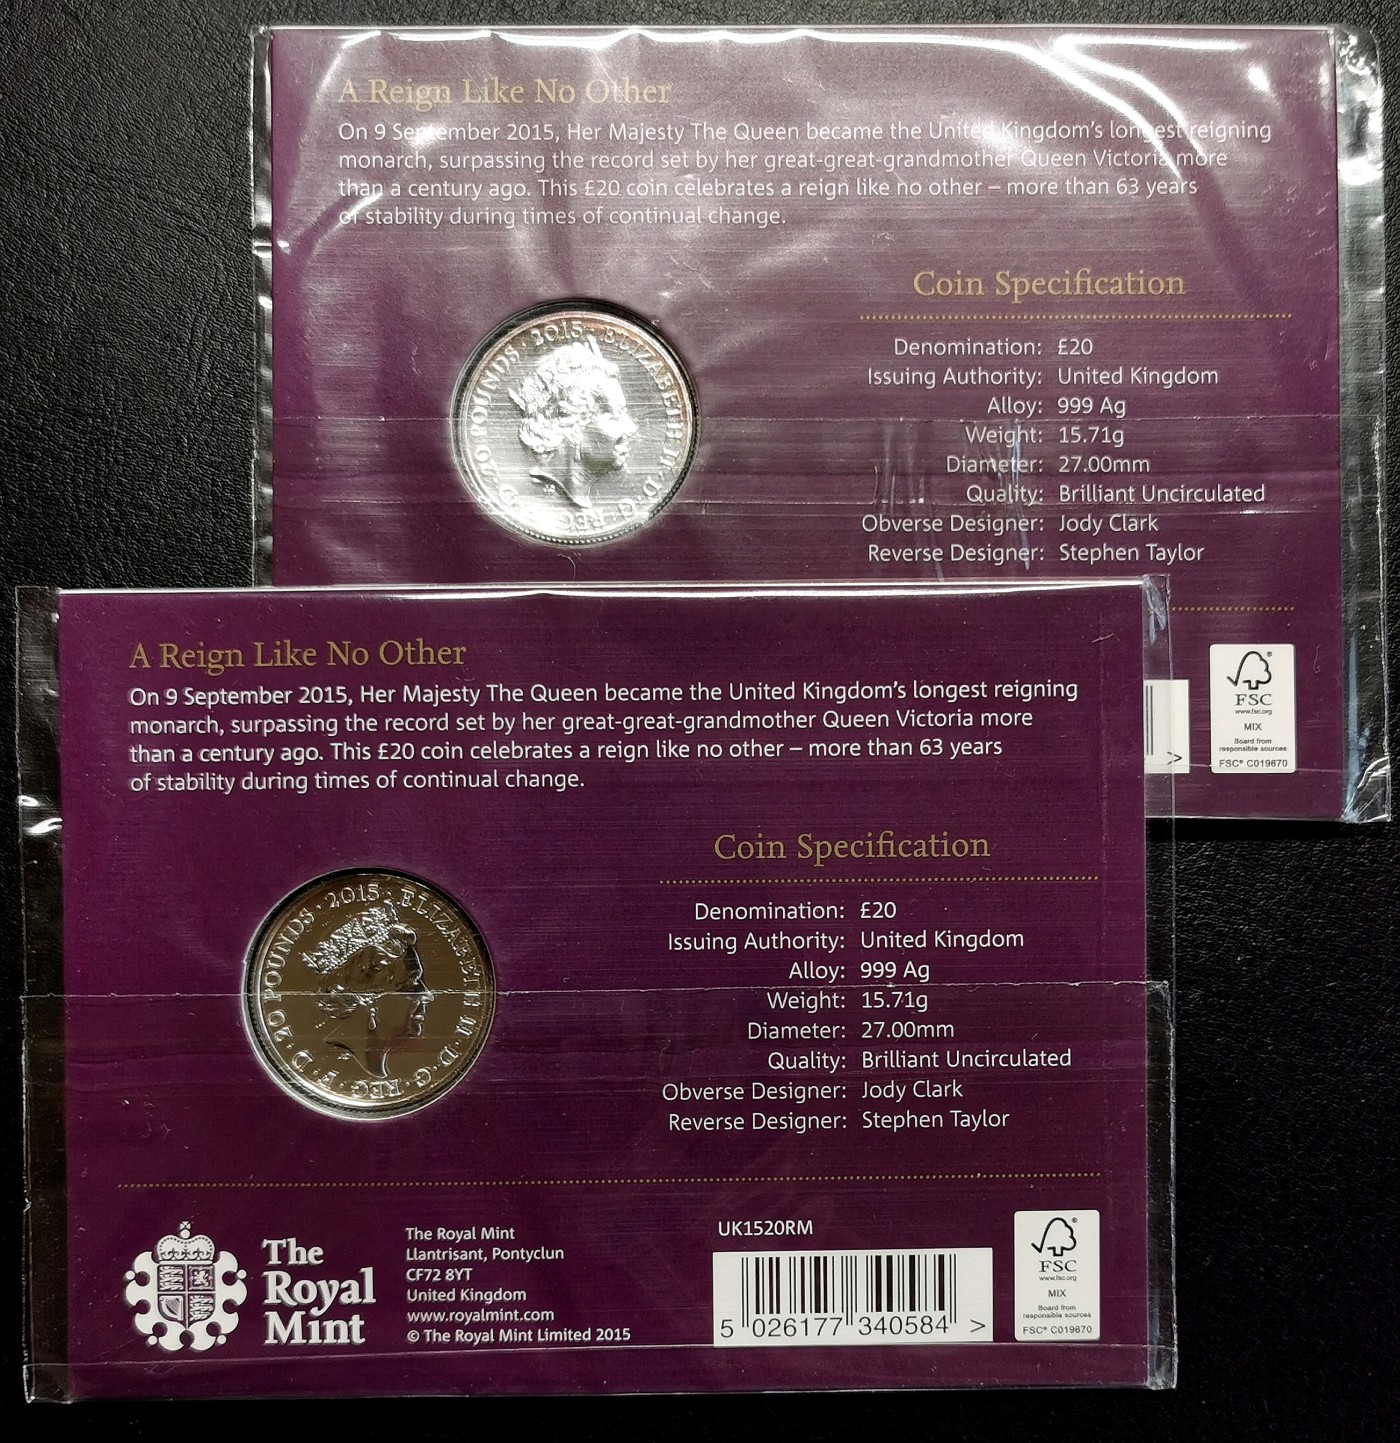 A Reign Like No Other
On 9 September 2015, Her Majesty The Queen became the United Kingdom's longest reigning
monarch, surpassing the record set by her great-great-grandmother Queen Victoria more
than a century ago. This £20 coin celebrates a reign like no other – more than 63 years
of stability during times of continual change.
Coin Specification
Denomination: £20
Issuing Authority: United Kingdom
Alloy: 999 Ag
Weight: 15.71g
Diameter: 27.00mm
Quality: Brilliant Uncirculated
Obverse Designer: Jody Clark
Reverse Designer: Stephen Taylor
D · 20 POUNDS · 2015 · ELIZABETH II · D · G · REG
>
FSC
www.fsc.org
MIX
Board from
responsible sources
FSC® C019670
A Reign Like No Other
On 9 September 2015, Her Majesty The Queen became the United Kingdom's longest reigning
monarch, surpassing the record set by her great-great-grandmother Queen Victoria more
than a century ago. This £20 coin celebrates a reign like no other – more than 63 years
of stability during times of continual change.
Coin Specification
Denomination: £20
Issuing Authority: United Kingdom
Alloy: 999 Ag
Weight: 15.71g
Diameter: 27.00mm
Quality: Brilliant Uncirculated
Obverse Designer: Jody Clark
Reverse Designer: Stephen Taylor
D · 20 POUNDS · 2015 · ELIZABETH II · D · G · REG · F ·
The
Royal
Mint
The Royal Mint
Llantrisant, Pontyclun
CF72 8YT
United Kingdom
www.royalmint.com
© The Royal Mint Limited 2015
UK1520RM
5 026177 340584 >
FSC
www.fsc.org
MIX
Board from
responsible sources
FSC® C019670